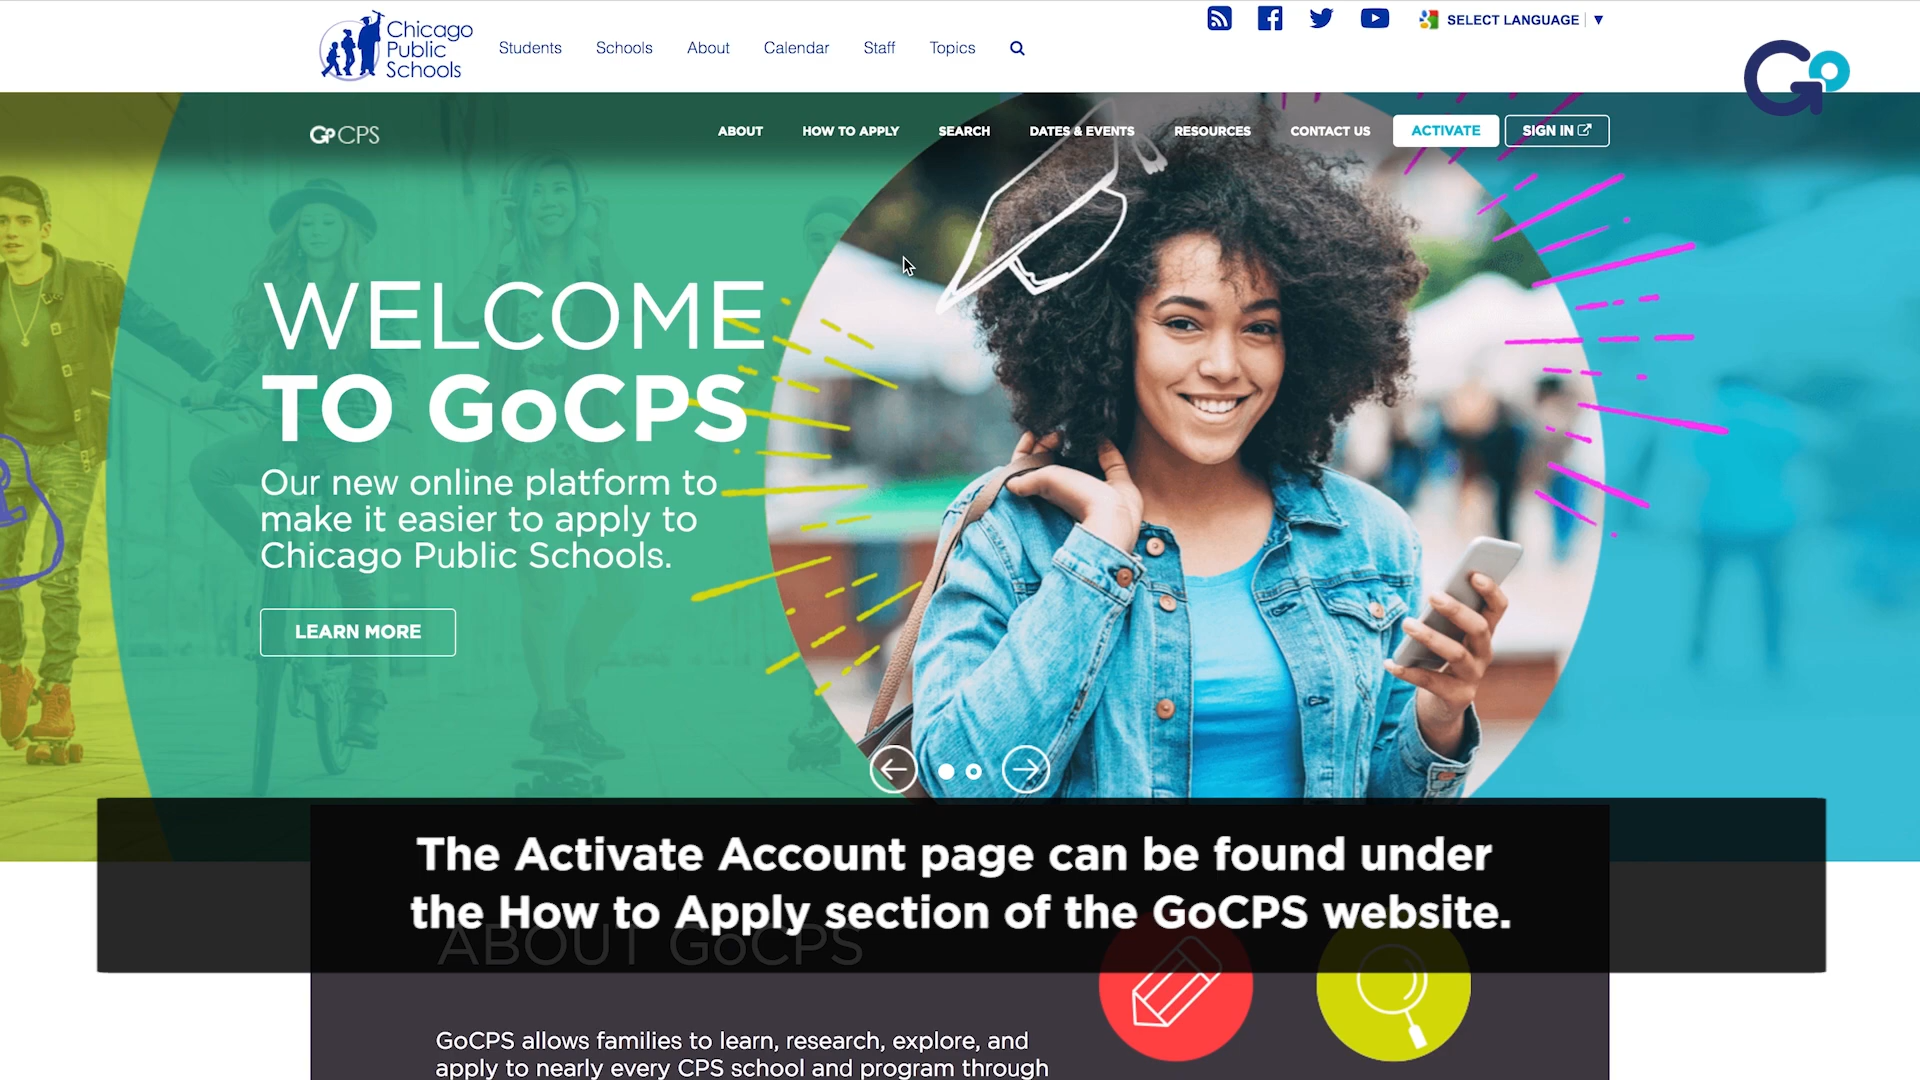 Chicago
Public
Schools
Students Schools About Calendar Staff Topics
SELECT LANGUAGE ▼
Go
Go CPS
ABOUT HOW TO APPLY SEARCH DATES & EVENTS RESOURCES CONTACT US ACTIVATE SIGN IN
WELCOME
TO GoCPS
Our new online platform to
make it easier to apply to
Chicago Public Schools.
LEARN MORE
The Activate Account page can be found under
the How to Apply section of the GoCPS website.
ABOUT GoCPS
GoCPS allows families to learn, research, explore, and
apply to nearly every CPS school and program through